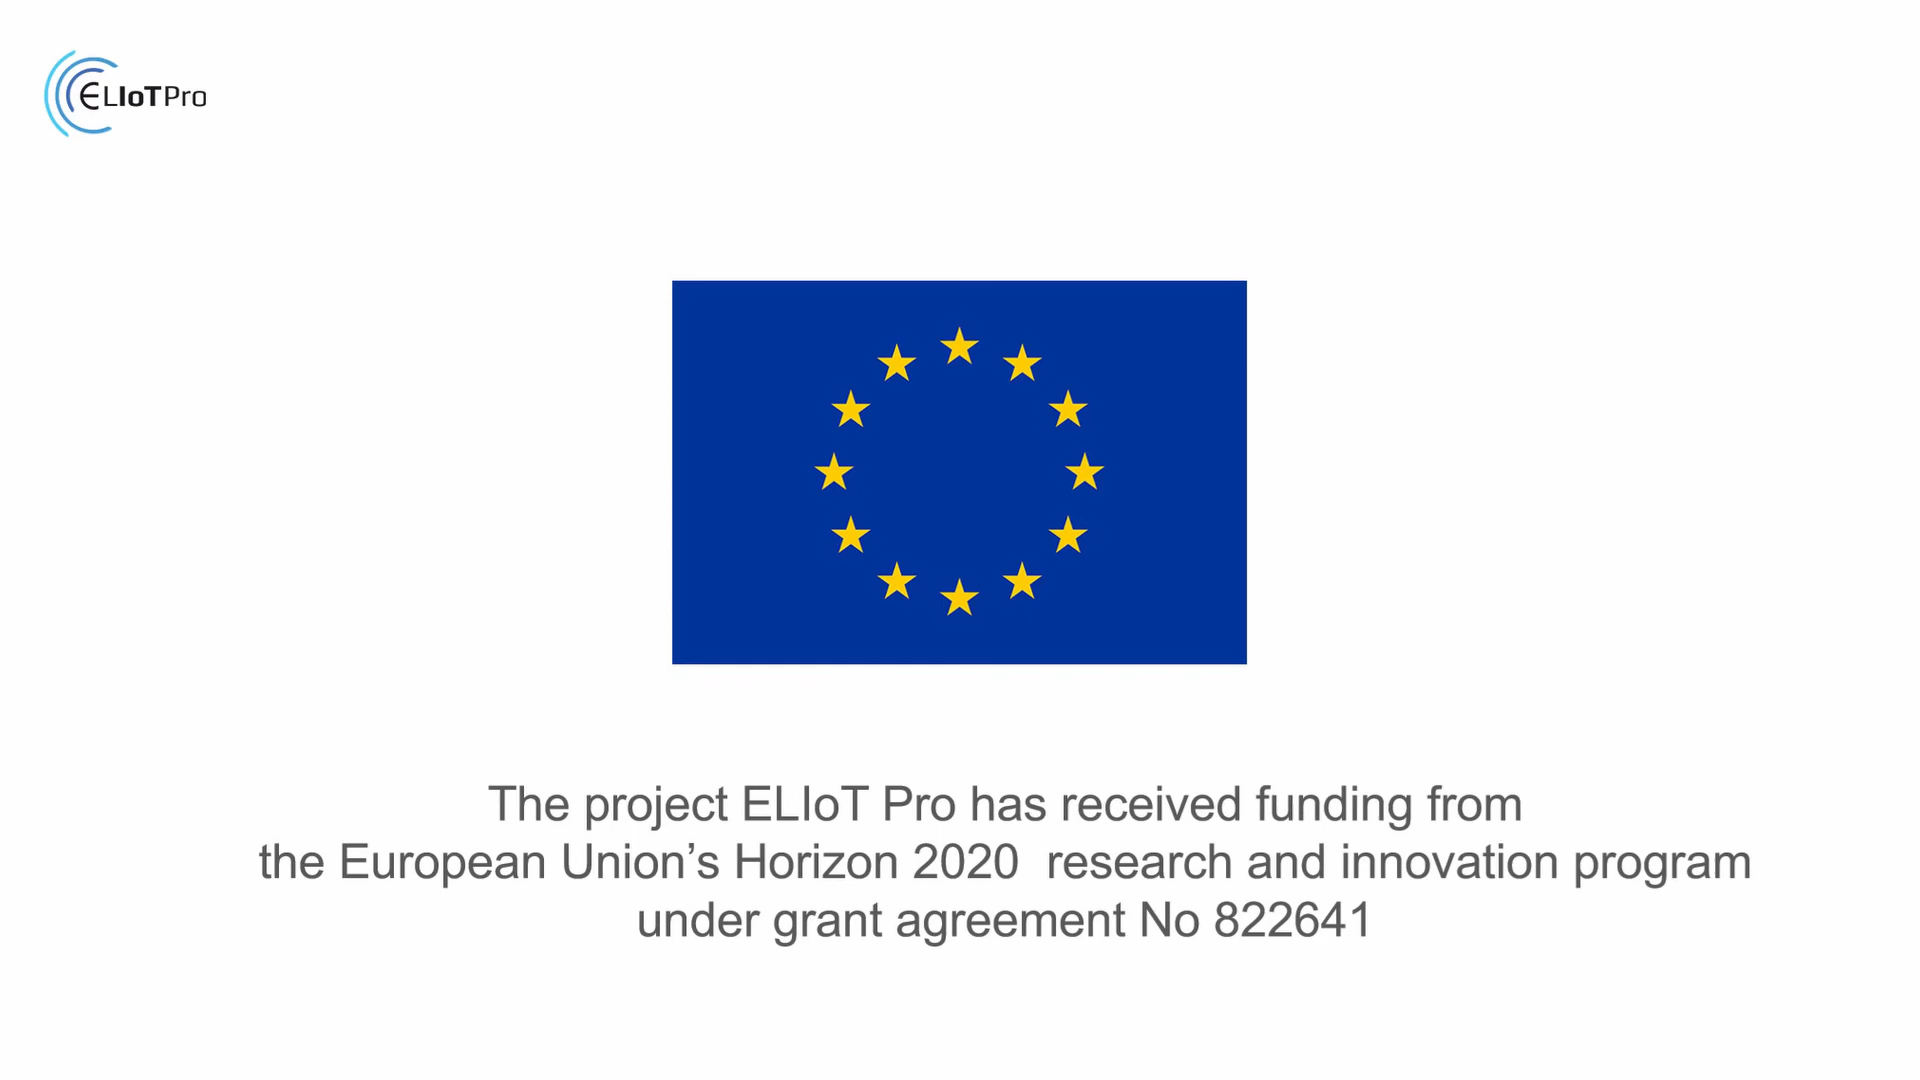 ELIoTPro
The project ELIoT Pro has received funding from
the European Union’s Horizon 2020  research and innovation program
under grant agreement No 822641